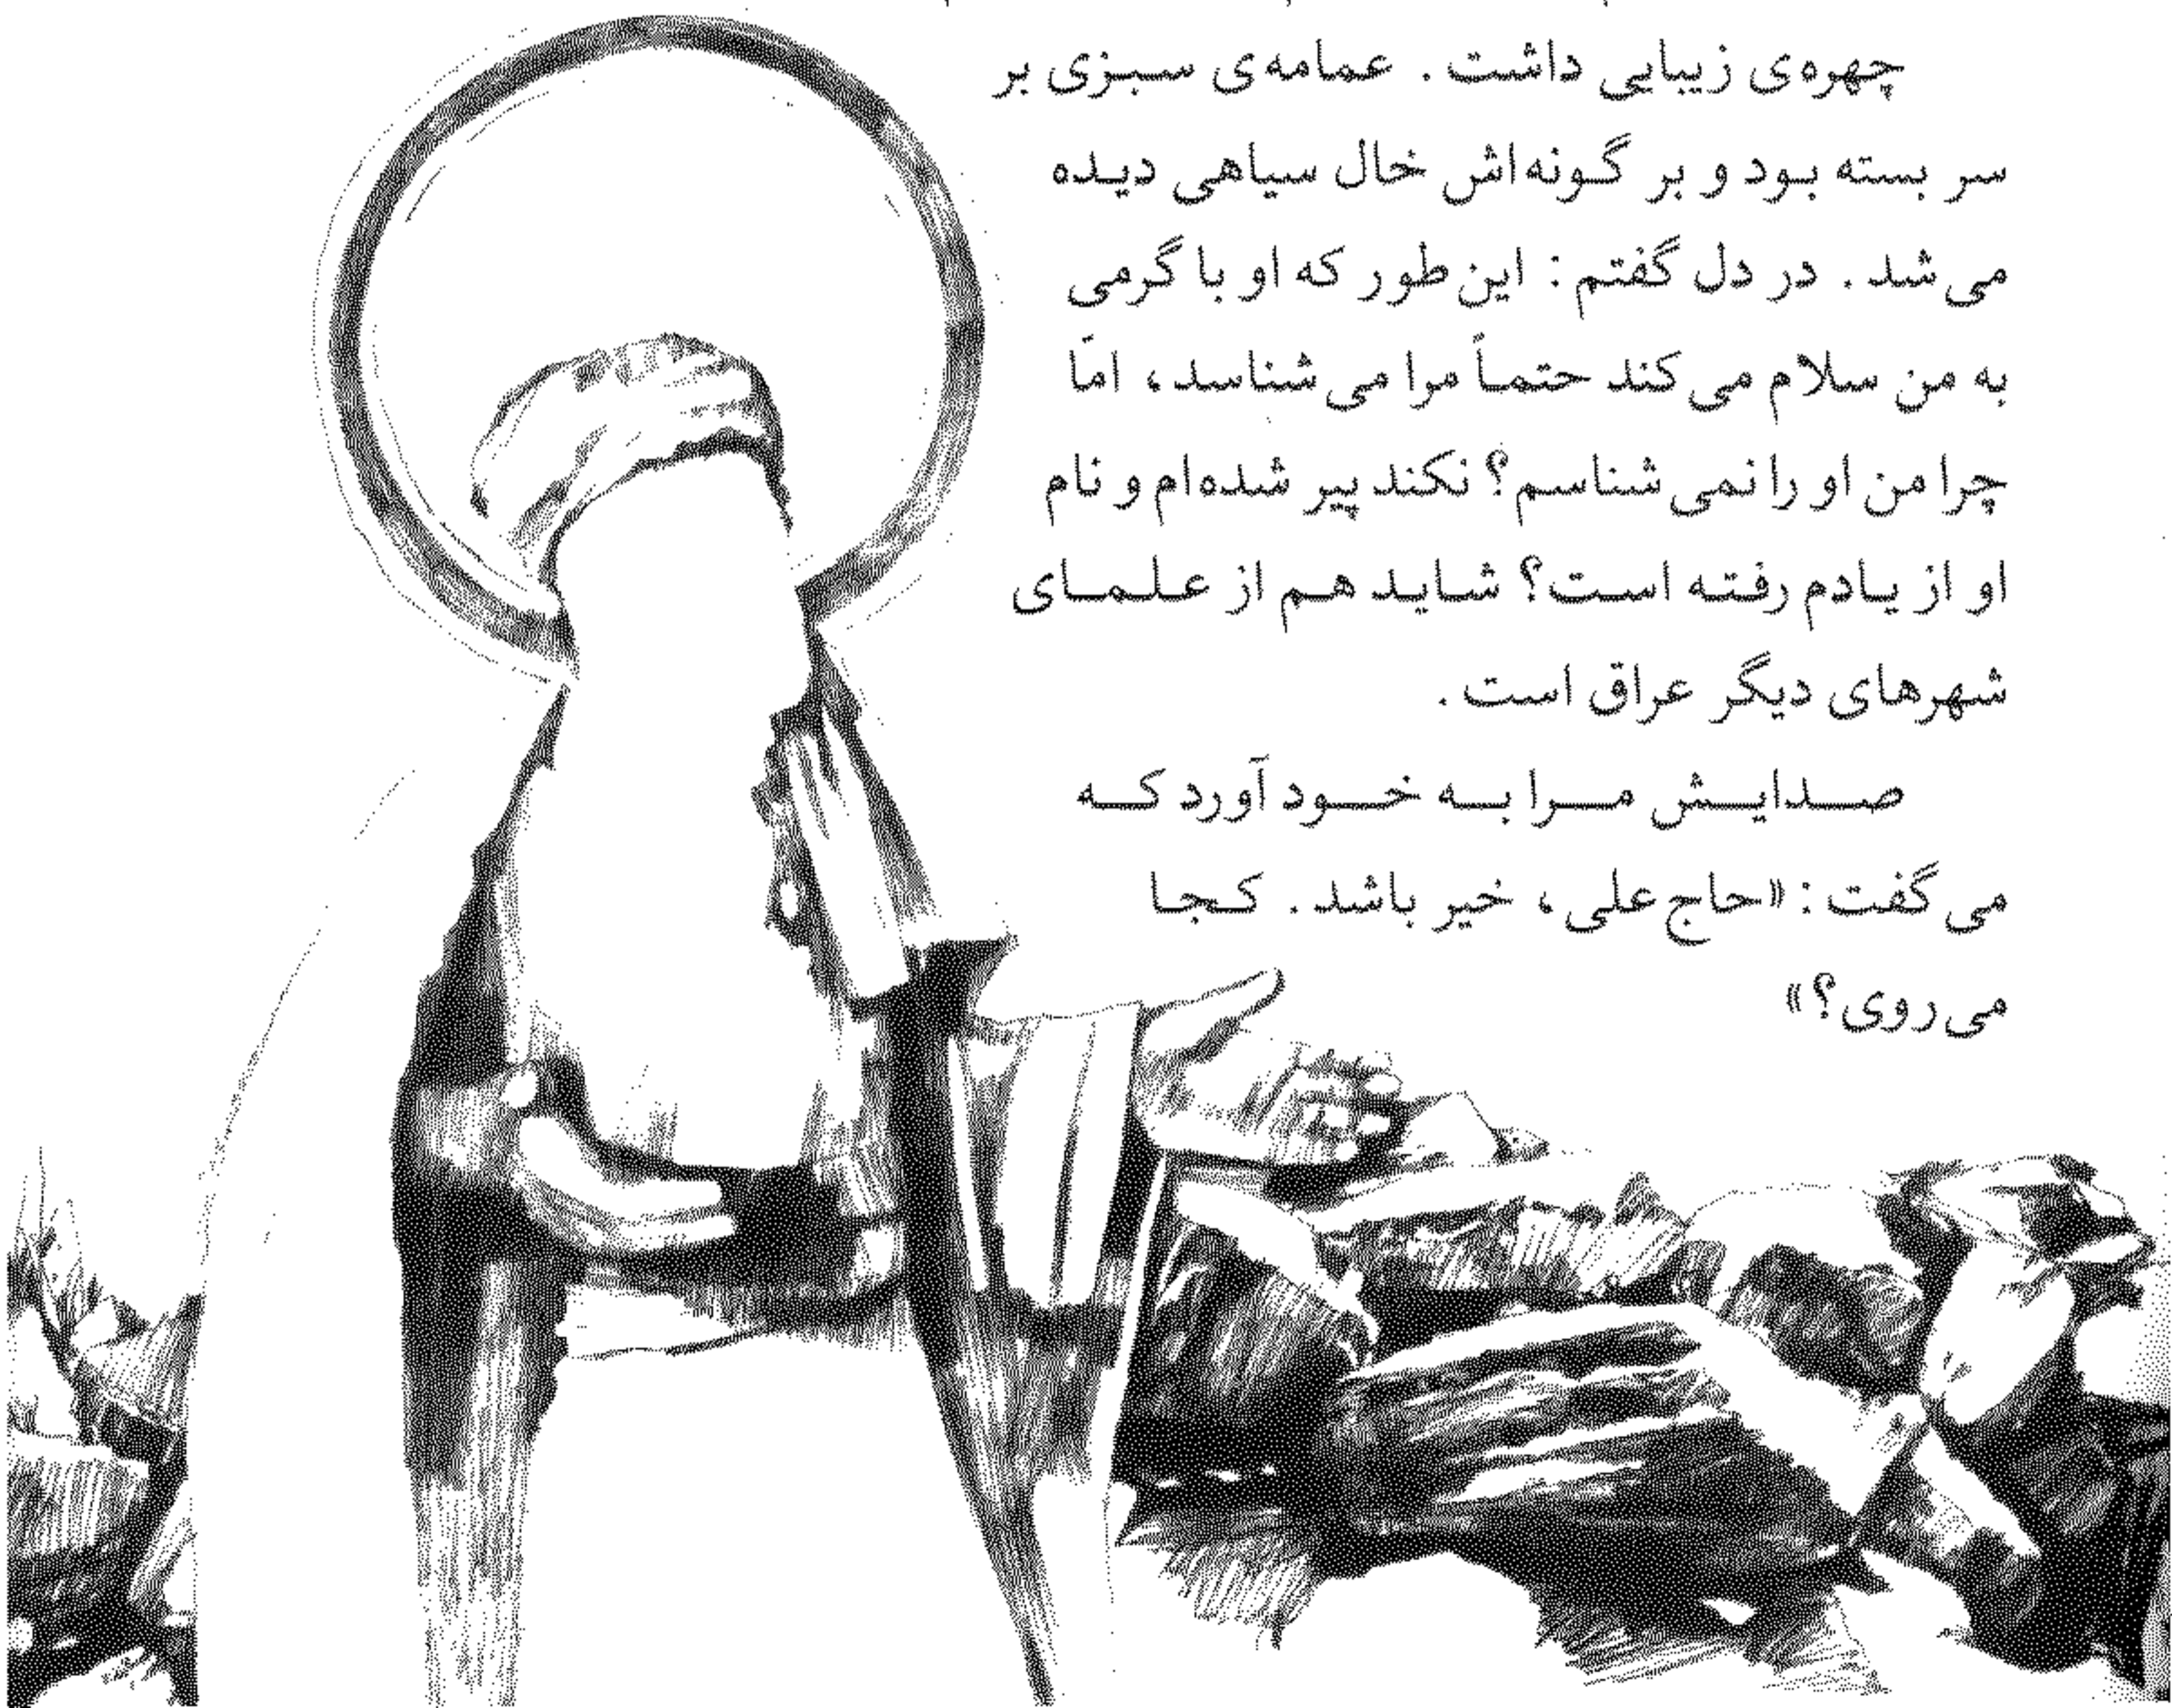 چهره‌ی زیبایی داشت. عمامه‌ی سبزی بر
سر بسته بود و بر گونه‌اش خال سیاهی دیده
می‌شد. در دل گفتم: این‌طور که او با گرمی
به من سلام می‌کند حتماً مرا می‌شناسد، امّا
چرا من او را نمی‌شناسم؟ نکند پیر شده‌ام و نام
او از یادم رفته است؟ شاید هم از علمای
شهرهای دیگر عراق است.
صدایش مرا به خود آورد که
می‌گفت: «حاج‌علی، خیر باشد. کجا
می‌روی؟»